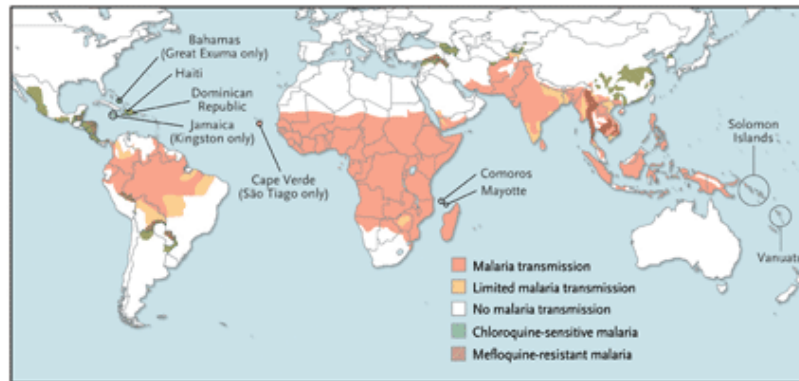 Bahamas
(Great Exuma only)
Haiti
Dominican
Republic
Jamaica
(Kingston only)
Cape Verde
(São Tiago only)
Comoros
Mayotte
Solomon
Islands
Vanuatu
Malaria transmission
Limited malaria transmission
No malaria transmission
Chloroquine-sensitive malaria
Mefloquine-resistant malaria